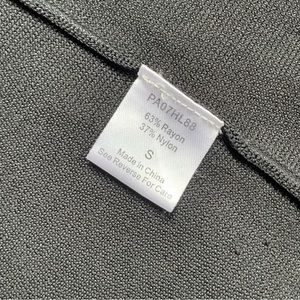 PA07HL88
63% Rayon
37% Nylon
S
Made in China
See Reverse For Care